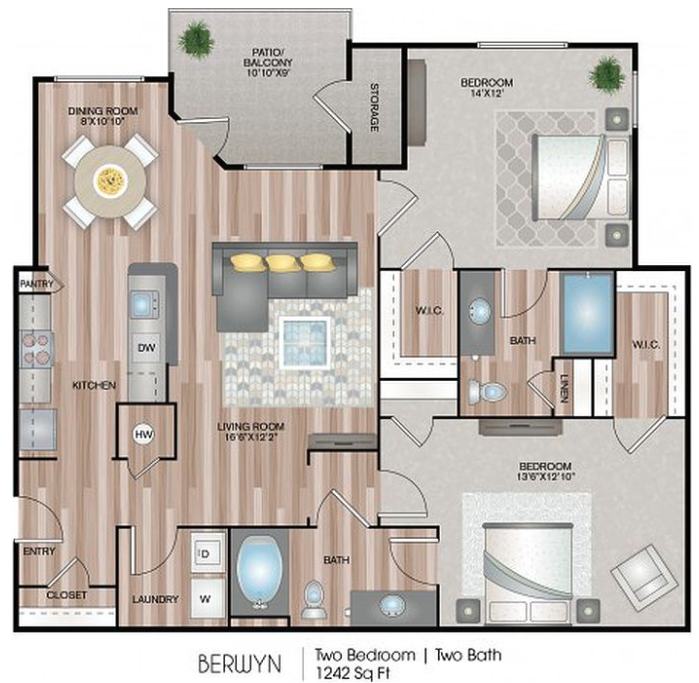 PATIO/
BALCONY
10'10"X9'
STORAGE
BEDROOM
14'X12'
DINING ROOM
8'X10'10"
PANTRY
DW
KITCHEN
HW
LIVING ROOM
16'6"X12'2"
W.I.C.
BATH
LINEN
W.I.C.
BEDROOM
13'6"X12'10"
ENTRY
CLOSET
LAUNDRY
D
W
BATH
BERWYN
Two Bedroom | Two Bath
1242 Sq Ft